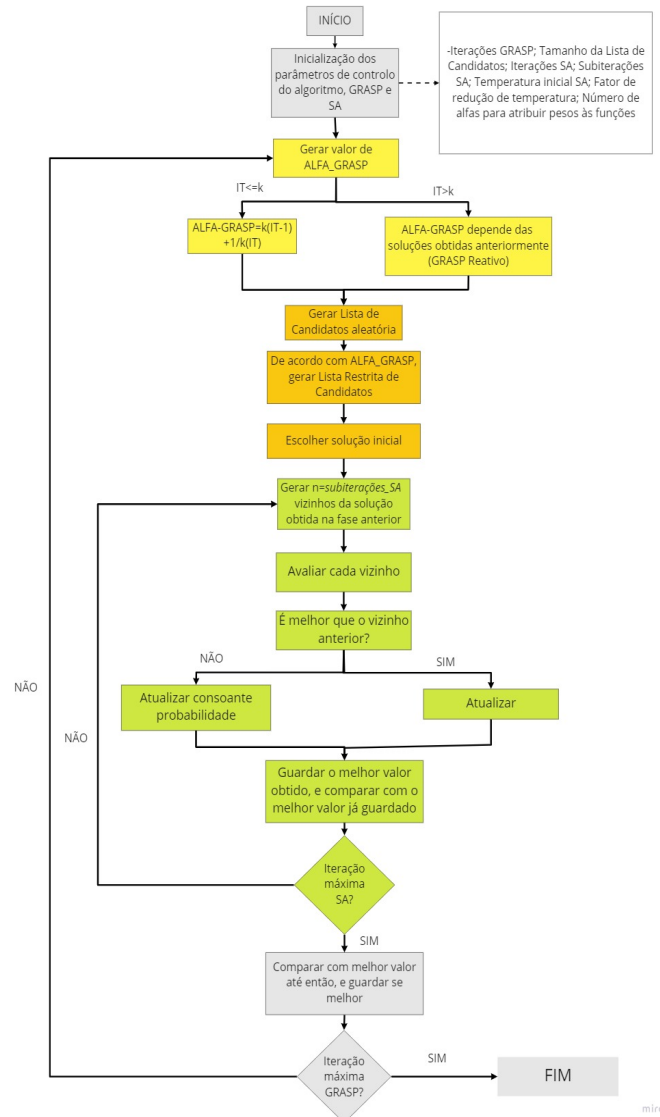 INÍCIO
Inicialização dos
parâmetros de controlo
do algoritmo, GRASP e
SA
-Iterações GRASP; Tamanho da Lista de
Candidatos; Iterações SA; Subiterações
SA; Temperatura inicial SA; Fator de
redução de temperatura; Número de
alfas para atribuir pesos às funções
Gerar valor de
ALFA_GRASP
IT<=k
IT>k
ALFA-GRASP=k(IT-1)
+1/k(IT)
ALFA-GRASP depende das
soluções obtidas anteriormente
(GRASP Reativo)
Gerar Lista de
Candidatos aleatória
De acordo com ALFA_GRASP,
gerar Lista Restrita de
Candidatos
Escolher solução inicial
Gerar n=subiterações_SA
vizinhos da solução
obtida na fase anterior
Avaliar cada vizinho
É melhor que o vizinho
anterior?
NÃO
SIM
Atualizar consoante
probabilidade
Atualizar
NÃO
NÃO
Guardar o melhor valor
obtido, e comparar com o
melhor valor já guardado
Iteração
máxima
SA?
SIM
Comparar com melhor valor
até então, e guardar se
melhor
Iteração
máxima
GRASP?
SIM
FIM